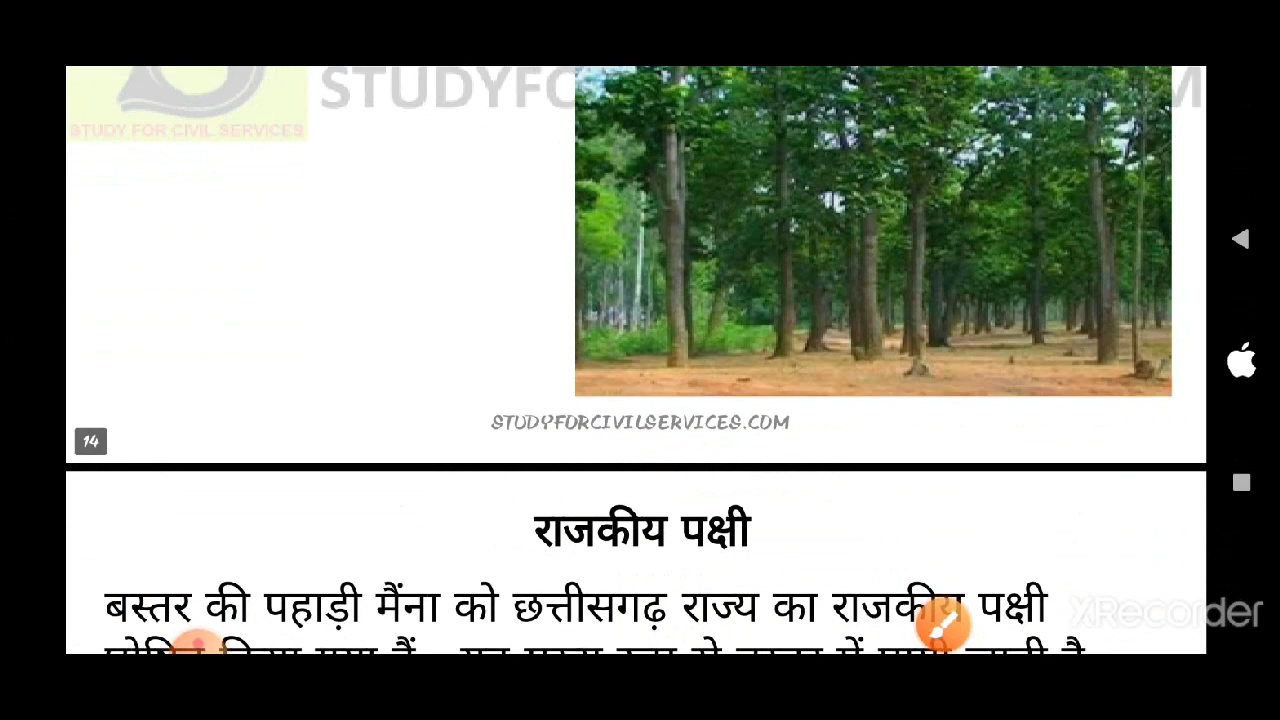 STUDYFO
M
STUDY FOR CIVIL SERVICES
STUDYFORCIVILSERVICES.COM
14
राजकीय पक्षी
बस्तर की पहाड़ी मैंना को छत्तीसगढ़ राज्य का राजकीय पक्षी
XRecorder